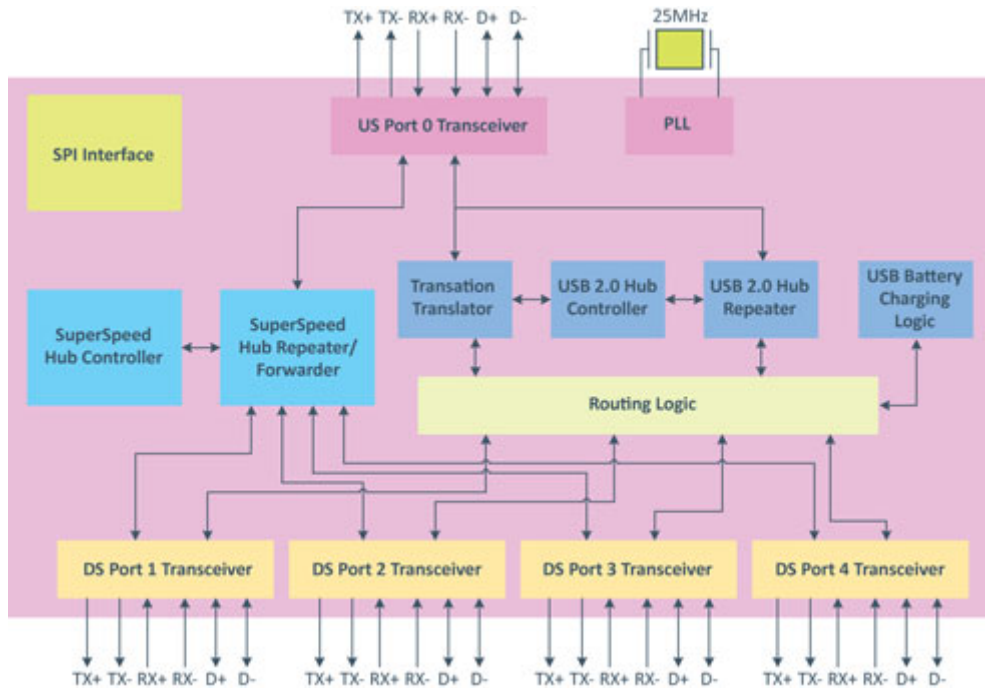 TX+ TX- RX+ RX- D+ D-
25MHz
US Port 0 Transceiver
PLL
SPI Interface
Transation
Translator
USB 2.0 Hub
Controller
USB 2.0 Hub
Repeater
USB Battery
Charging
Logic
SuperSpeed
Hub Controller
SuperSpeed
Hub Repeater/
Forwarder
Routing Logic
DS Port 1 Transceiver
DS Port 2 Transceiver
DS Port 3 Transceiver
DS Port 4 Transceiver
TX+ TX- RX+ RX- D+ D-
TX+ TX- RX+ RX- D+ D-
TX+ TX- RX+ RX- D+ D-
TX+ TX- RX+ RX- D+ D-